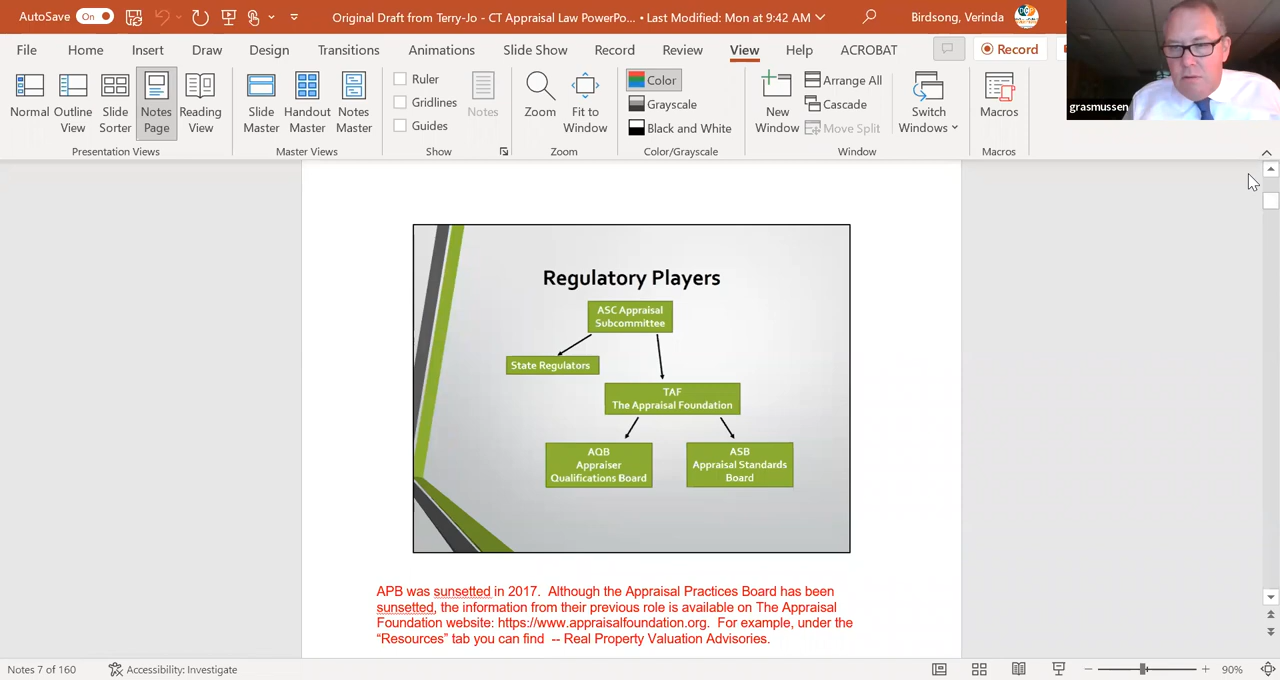 AutoSave On
Original Draft from Terry-Jo - CT Appraisal Law PowerPo... • Last Modified: Mon at 9:42 AM
Birdsong, Verinda
File Home Insert Draw Design Transitions Animations Slide Show Record Review View Help ACROBAT
Record
Normal
Outline View
Slide Sorter
Notes Page
Reading View
Presentation Views
Slide Master
Handout Master
Notes Master
Master Views
Ruler
Gridlines
Guides
Show
Notes
Zoom
Fit to Window
Zoom
Color
Grayscale
Black and White
Color/Grayscale
New Window
Arrange All
Cascade
Move Split
Window
Switch Windows
Macros
Macros
grasmussen
Regulatory Players
ASC Appraisal
Subcommittee
State Regulators
TAF
The Appraisal Foundation
AQB
Appraiser
Qualifications Board
ASB
Appraisal Standards
Board
APB was sunsetted in 2017. Although the Appraisal Practices Board has been
sunsetted, the information from their previous role is available on The Appraisal
Foundation website: https://www.appraisalfoundation.org. For example, under the
“Resources” tab you can find -- Real Property Valuation Advisories.
Notes 7 of 160
Accessibility: Investigate
90%